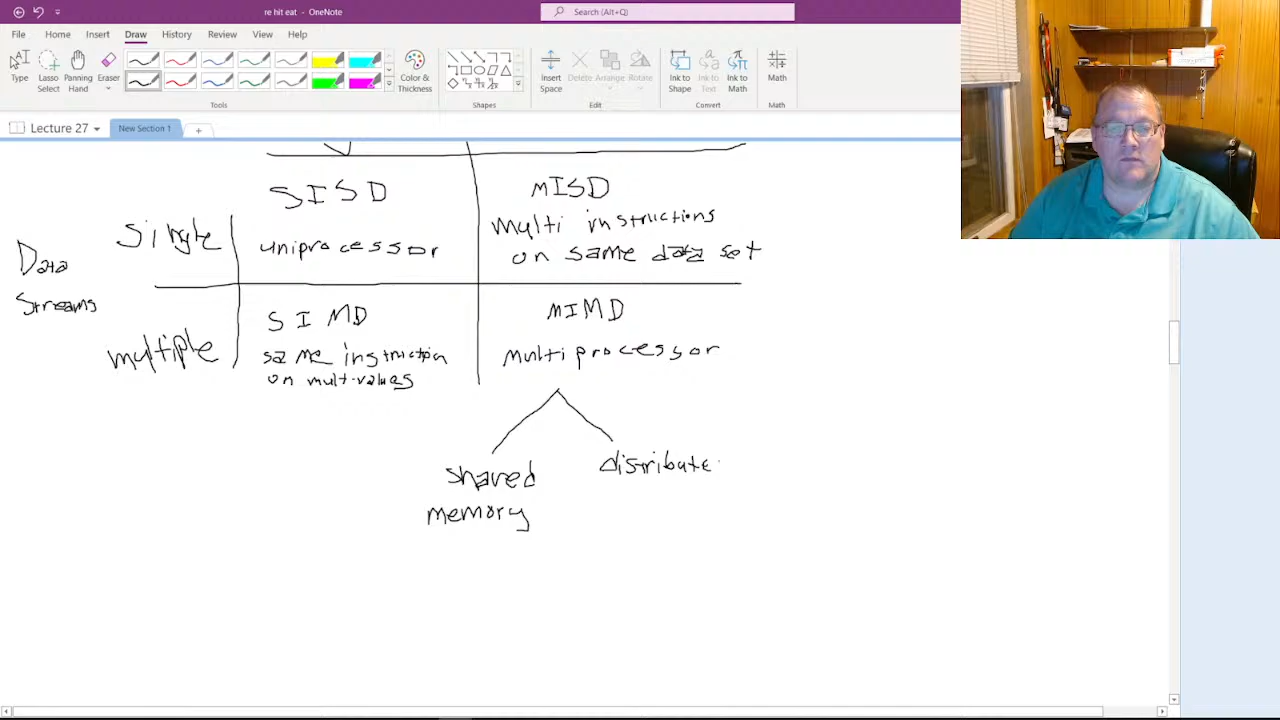 re hit eat - OneNote
Search (Alt+Q)
File Home Insert Draw History Review View Help
Type Lasso Select Panning Hand Eraser
Color & Thickness
Insert Space Delete Arrange Rotate
Ink to Shape Ink to Text Ink to Math
Math
Tools Shapes Edit Convert Math
Lecture 27 New Section 1
SISD MISD
multi instructions
uniprocessor on same data set
Data
Streams
SIMD MIMD
multiple same instruction multiprocessor
on mult-values
shared distribute
memory